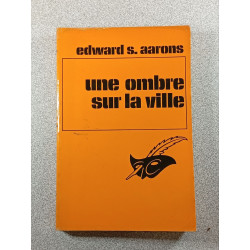 edward s. aarons
une ombre
sur la ville